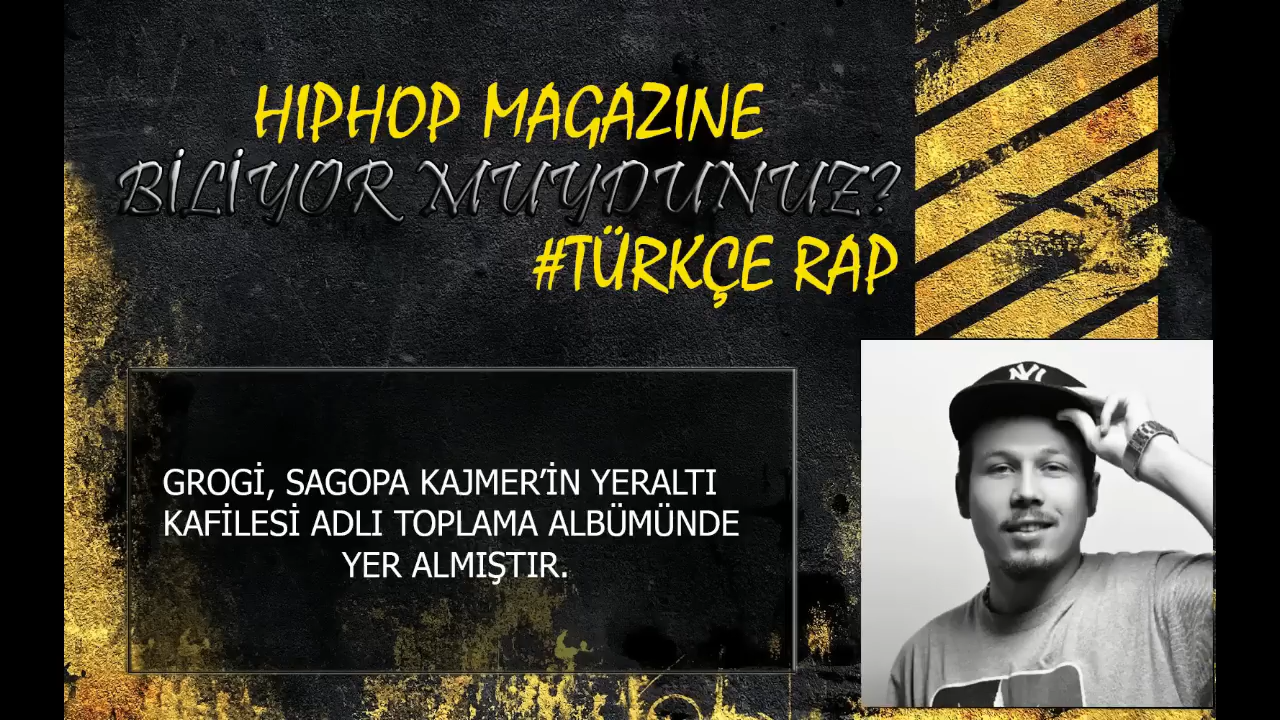 HIPHOP MAGAZINE
BİLİYOR MUYDUNUZ?
#TÜRKÇE RAP
GROGİ, SAGOPA KAJMER'İN YERALTI
KAFİLESİ ADLI TOPLAMA ALBÜMÜNDE
YER ALMIŞTIR.
NY